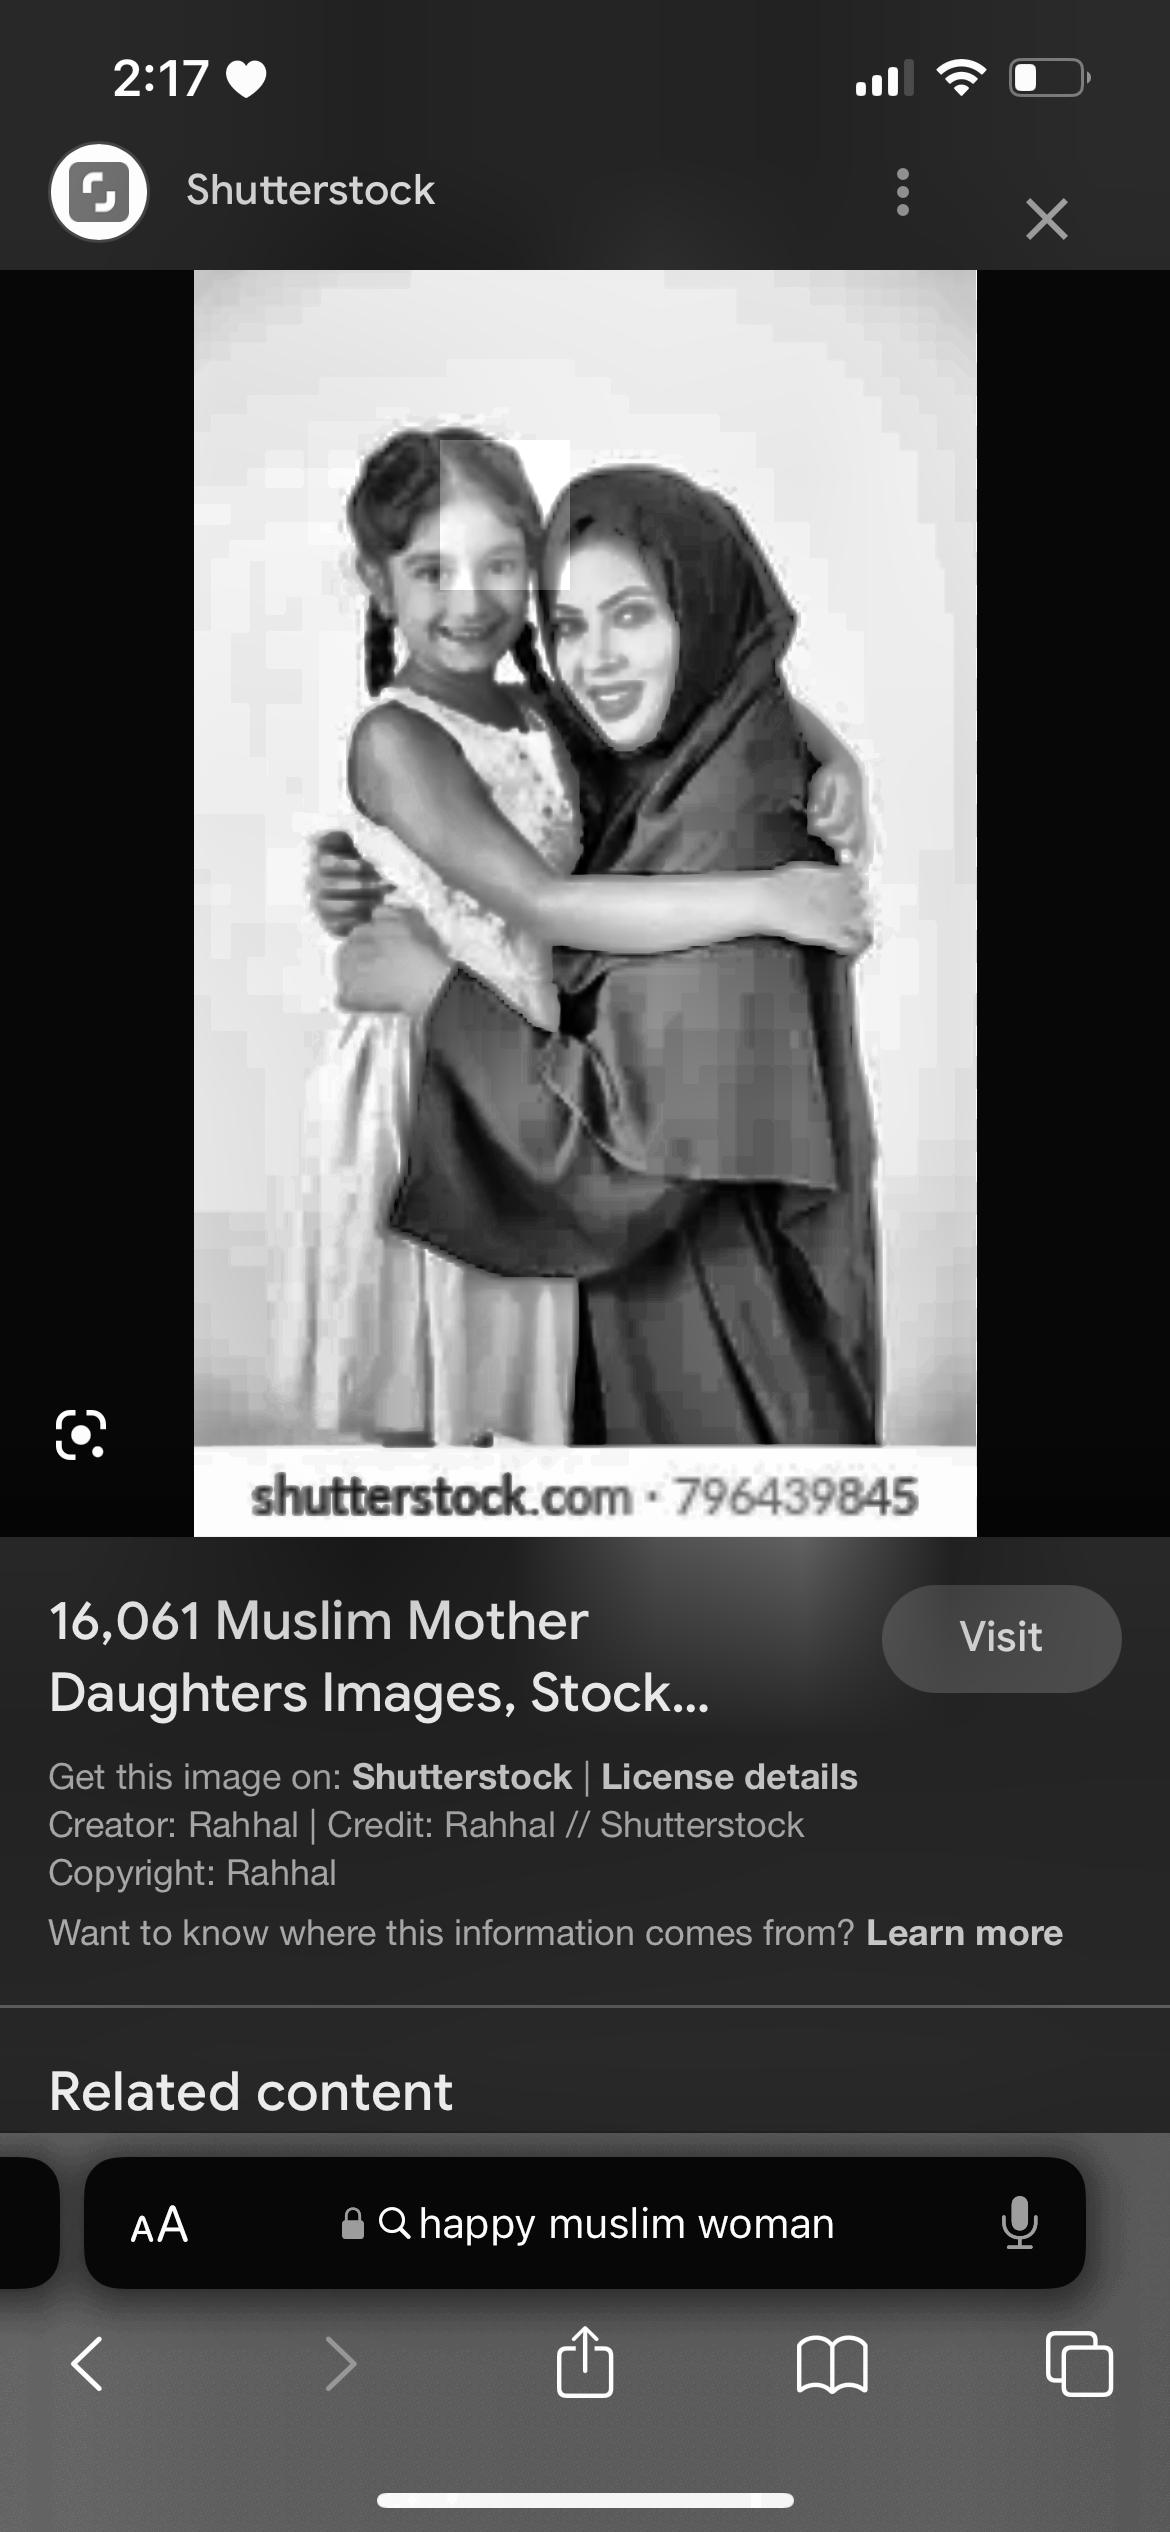 2:17
Shutterstock
shutterstock.com · 796439845
16,061 Muslim Mother
Daughters Images, Stock...
Visit
Get this image on: Shutterstock | License details
Creator: Rahhal | Credit: Rahhal // Shutterstock
Copyright: Rahhal
Want to know where this information comes from? Learn more
Related content
AA
happy muslim woman